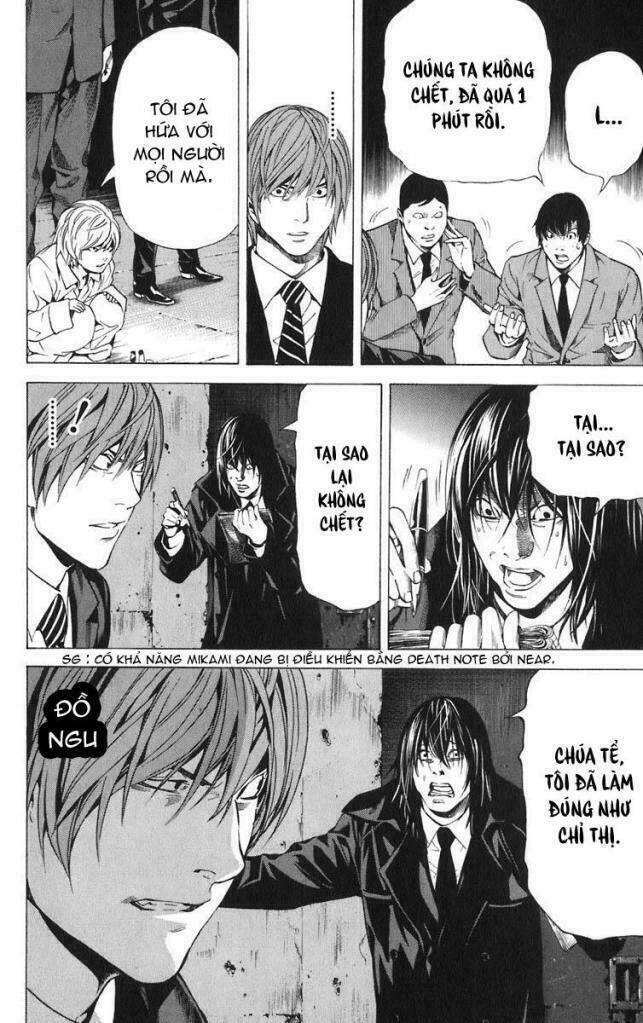 L...
CHÚNG TA KHÔNG
CHẾT, ĐÃ QUÁ 1
PHÚT RỒI.
.........
TÔI ĐÃ
HỨA VỚI
MỌI NGƯỜI
RỒI MÀ.
TẠI...
TẠI SAO?
TẠI SAO
LẠI
KHÔNG
CHẾT?
......!
SG : CÓ KHẢ NĂNG MIKAMI ĐANG BỊ ĐIỀU KHIỂN BẰNG DEATH NOTE BỞI NEAR.
CHÚA TỂ,
TÔI ĐÃ LÀM
ĐÚNG NHƯ
CHỈ THỊ.
ĐỒ
NGU